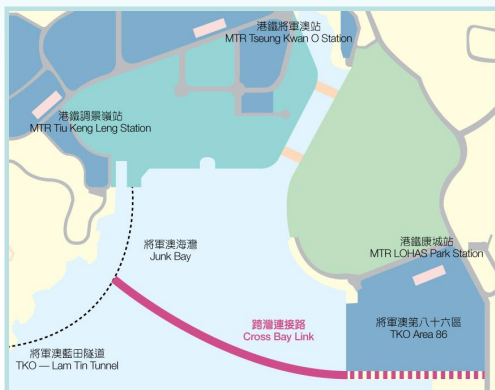 港鐵將軍澳站
MTR Tseung Kwan O Station
港鐵調景嶺站
MTR Tiu Keng Leng Station
將軍澳海灣
Junk Bay
港鐵康城站
MTR LOHAS Park Station
跨灣連接路
Cross Bay Link
將軍澳第八十六區
TKO Area 86
將軍澳藍田隧道
TKO — Lam Tin Tunnel